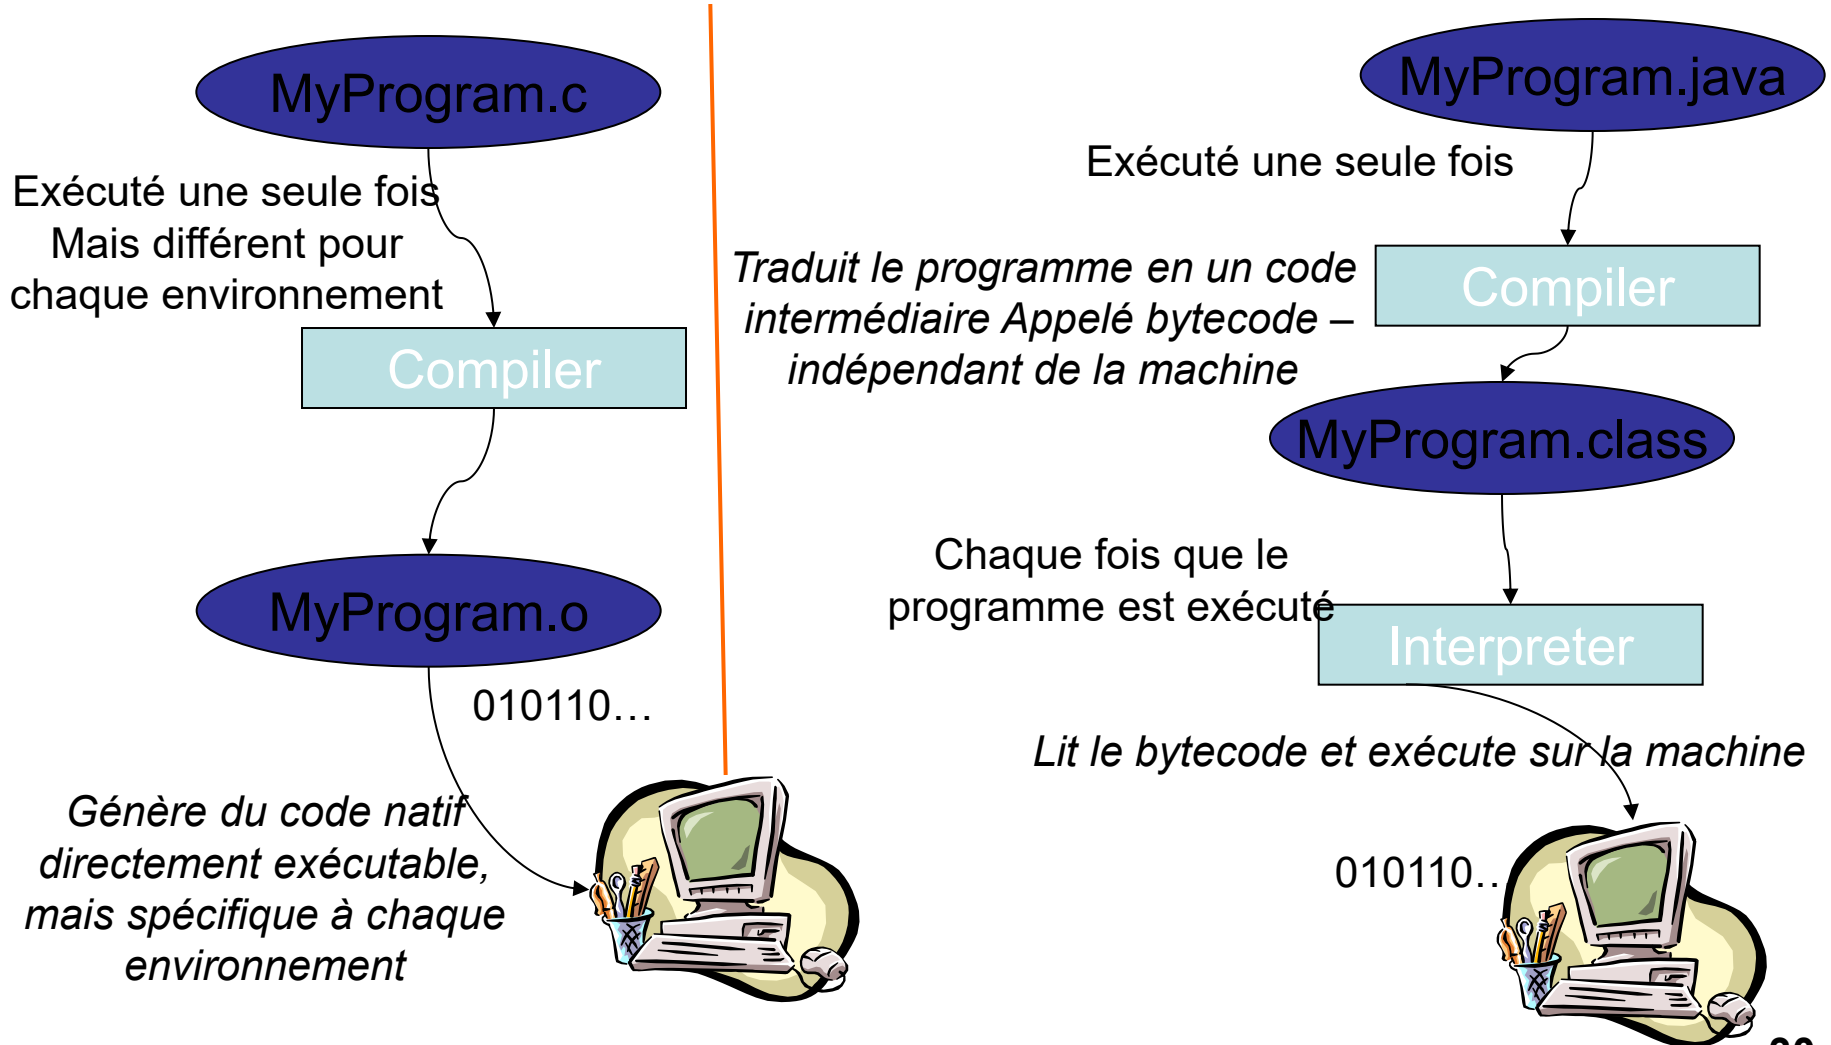 MyProgram.c
Exécuté une seule fois
Mais différent pour
chaque environnement
Compiler
MyProgram.o
010110…
Génère du code natif
directement exécutable,
mais spécifique à chaque
environnement
MyProgram.java
Exécuté une seule fois
Compiler
Traduit le programme en un code
intermédiaire Appelé bytecode –
indépendant de la machine
MyProgram.class
Chaque fois que le
programme est exécuté
Interpreter
Lit le bytecode et exécute sur la machine
010110…